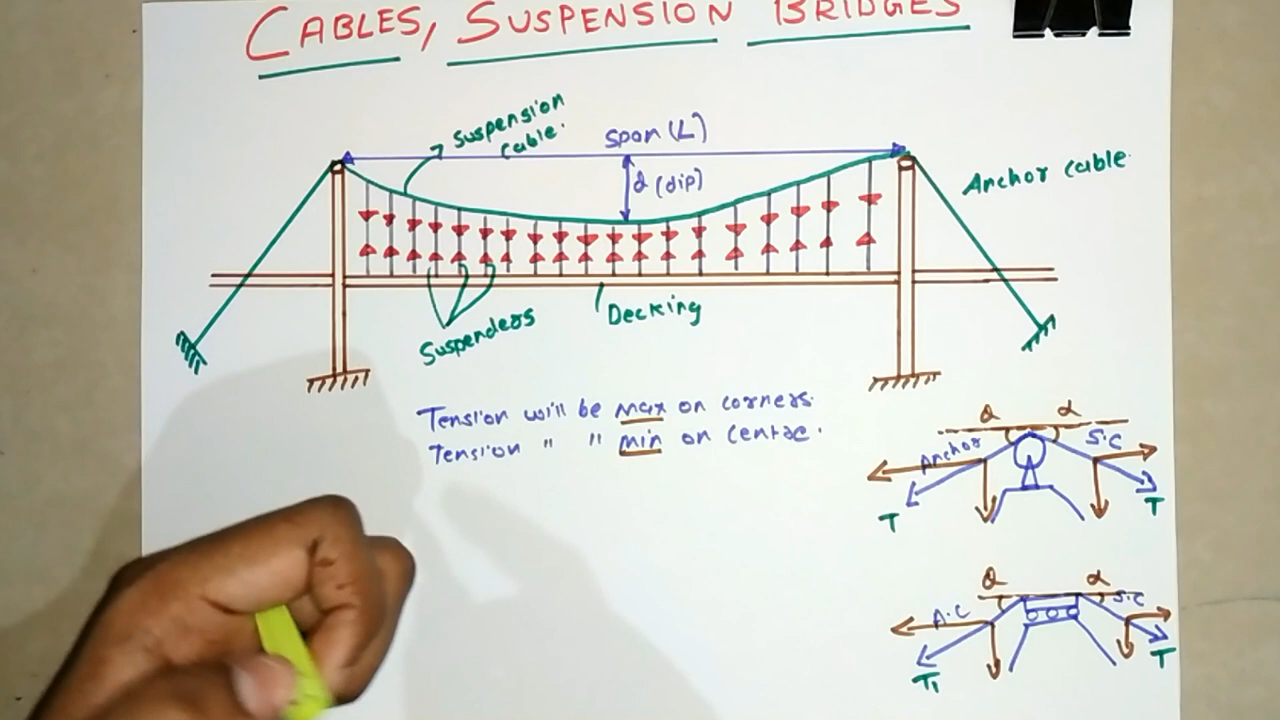 CABLES, SUSPENSION BRIDGES
Suspension
cable.
span (L)
d (dip)
Anchor cable
Suspenders
Decking
Tension will be max on corners.
Tension " " min on Centre.
θ α
Anchor S.C
T T
θ α
A.C S.C
T1 T